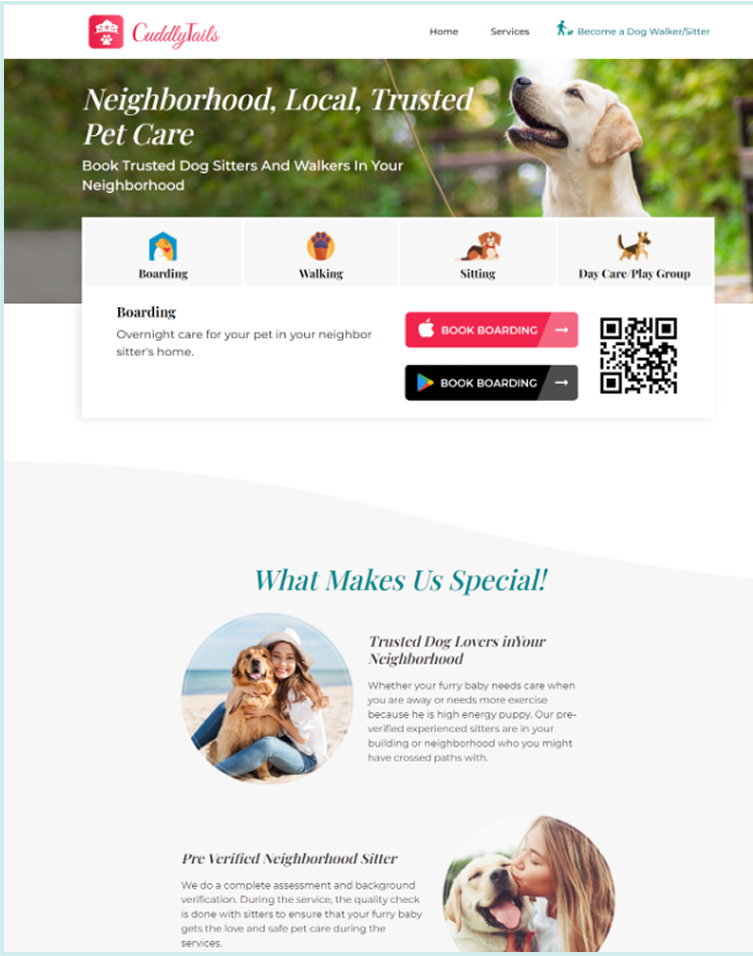 CuddlyTails
Home
Services
Become a Dog Walker/Sitter
Neighborhood, Local, Trusted
Pet Care
Book Trusted Dog Sitters And Walkers In Your
Neighborhood
Boarding
Walking
Sitting
Day Care/Play Group
Boarding
Overnight care for your pet in your neighbor
sitter's home.
BOOK BOARDING
BOOK BOARDING
What Makes Us Special!
Trusted Dog Lovers inYour
Neighborhood
Whether your furry baby needs care when
you are away or needs more exercise
because he is high energy puppy. Our pre-
verified experienced sitters are in your
building or neighborhood who you might
have crossed paths with.
Pre Verified Neighborhood Sitter
We do a complete assessment and background
verification. During the service, the quality check
is done with sitters to ensure that your furry baby
gets the love and safe pet care during the
services.